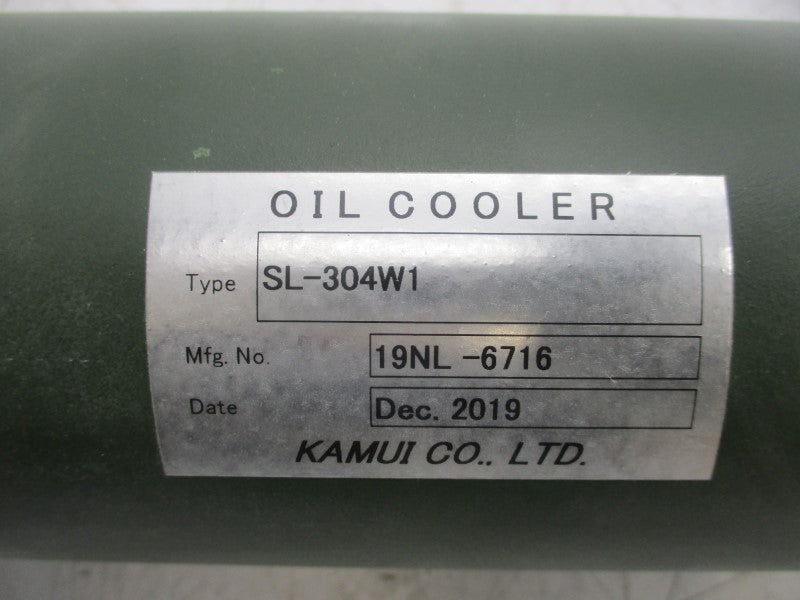 OIL COOLER
Type SL-304W1
Mfg. No. 19NL -6716
Date Dec. 2019
KAMUI CO., LTD.